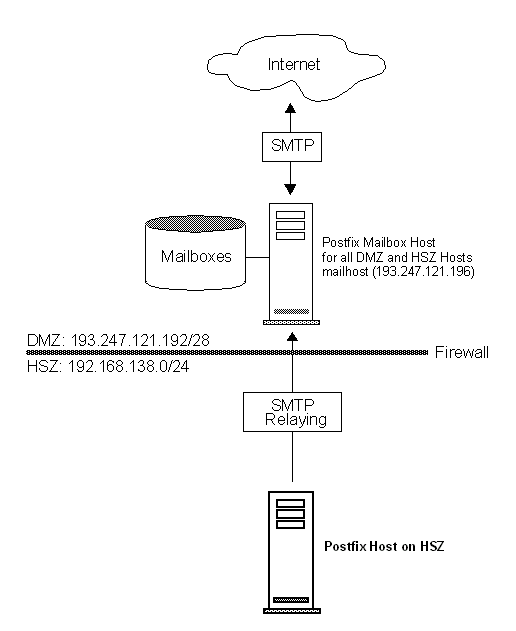 Internet
SMTP
Mailboxes
Postfix Mailbox Host
for all DMZ and HSZ Hosts
mailhost (193.247.121.196)
DMZ: 193.247.121.192/28
Firewall
HSZ: 192.168.138.0/24
SMTP
Relaying
Postfix Host on HSZ